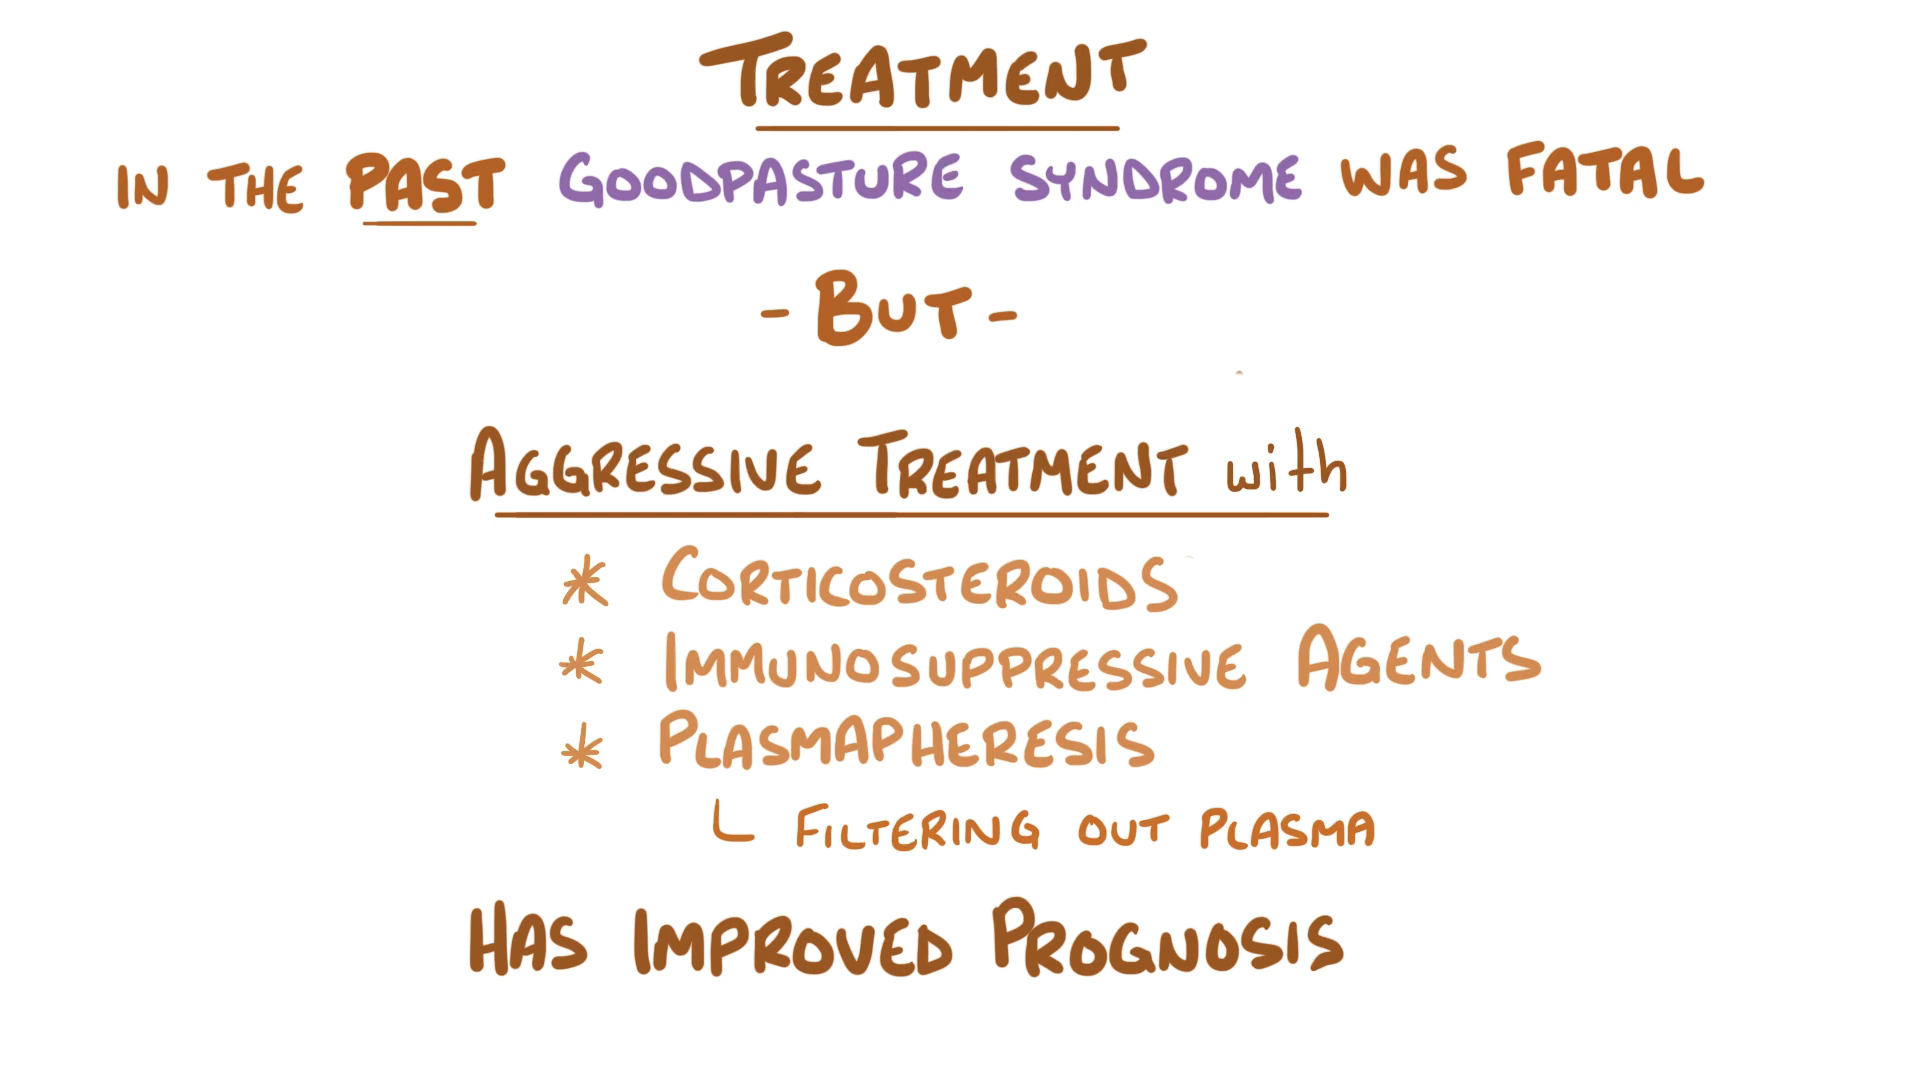 TREATMENT
IN THE PAST GOODPASTURE SYNDROME WAS FATAL
- BUT -
AGGRESSIVE TREATMENT with
* CORTICOSTEROIDS
* IMMUNOSUPPRESSIVE AGENTS
* PLASMAPHERESIS
FILTERING OUT PLASMA
HAS IMPROVED PROGNOSIS